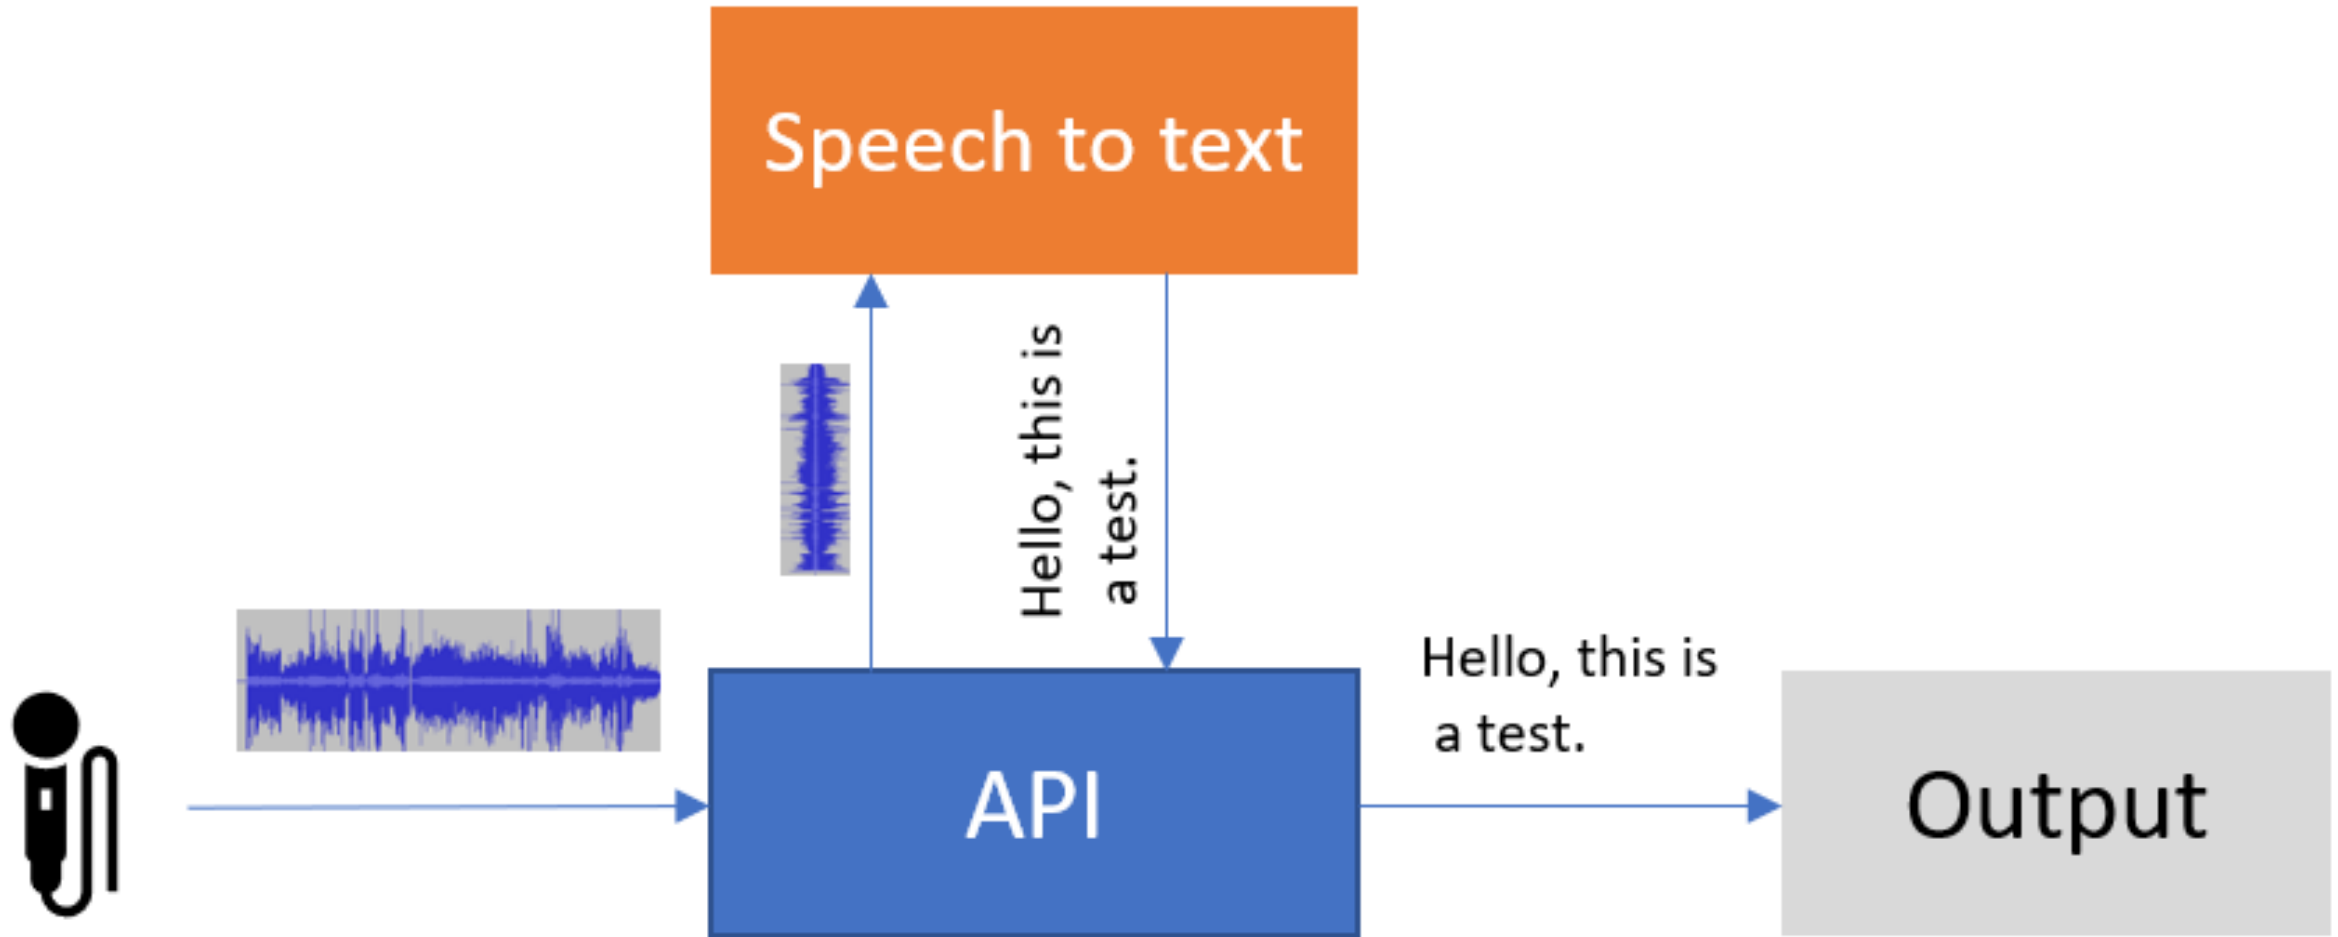 Speech to text
Hello, this is
a test.
Hello, this is
a test.
API
Output